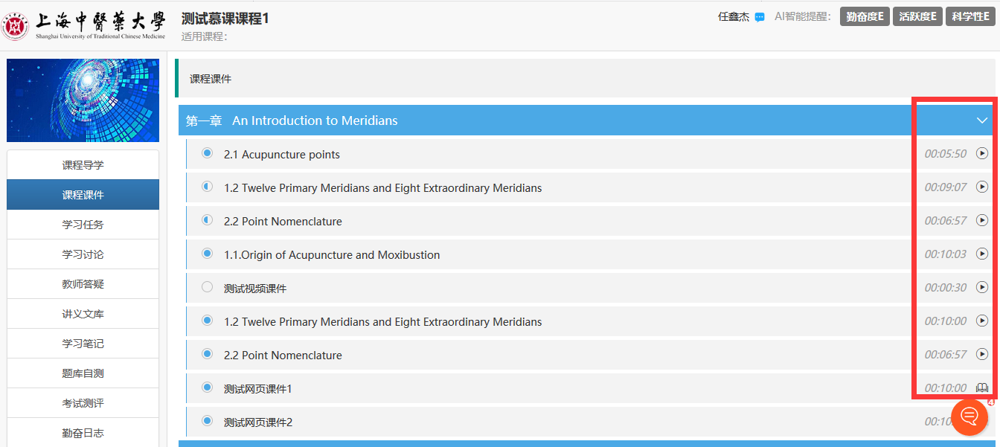 上海中醫藥大學
Shanghai University of Traditional Chinese Medicine
测试慕课课程1
适用课程：
任鑫杰
AI智能提醒：
勤奋度E
活跃度E
科学性E
课程导学
课程课件
学习任务
学习讨论
教师答疑
讲义文库
学习笔记
题库自测
考试测评
勤奋日志
课程课件
第一章 An Introduction to Meridians
2.1 Acupuncture points 00:05:50
1.2 Twelve Primary Meridians and Eight Extraordinary Meridians 00:09:07
2.2 Point Nomenclature 00:06:57
1.1.Origin of Acupuncture and Moxibustion 00:10:03
测试视频课件 00:00:30
1.2 Twelve Primary Meridians and Eight Extraordinary Meridians 00:10:00
2.2 Point Nomenclature 00:06:57
测试网页课件1 00:10:00
4
测试网页课件2 00:10: